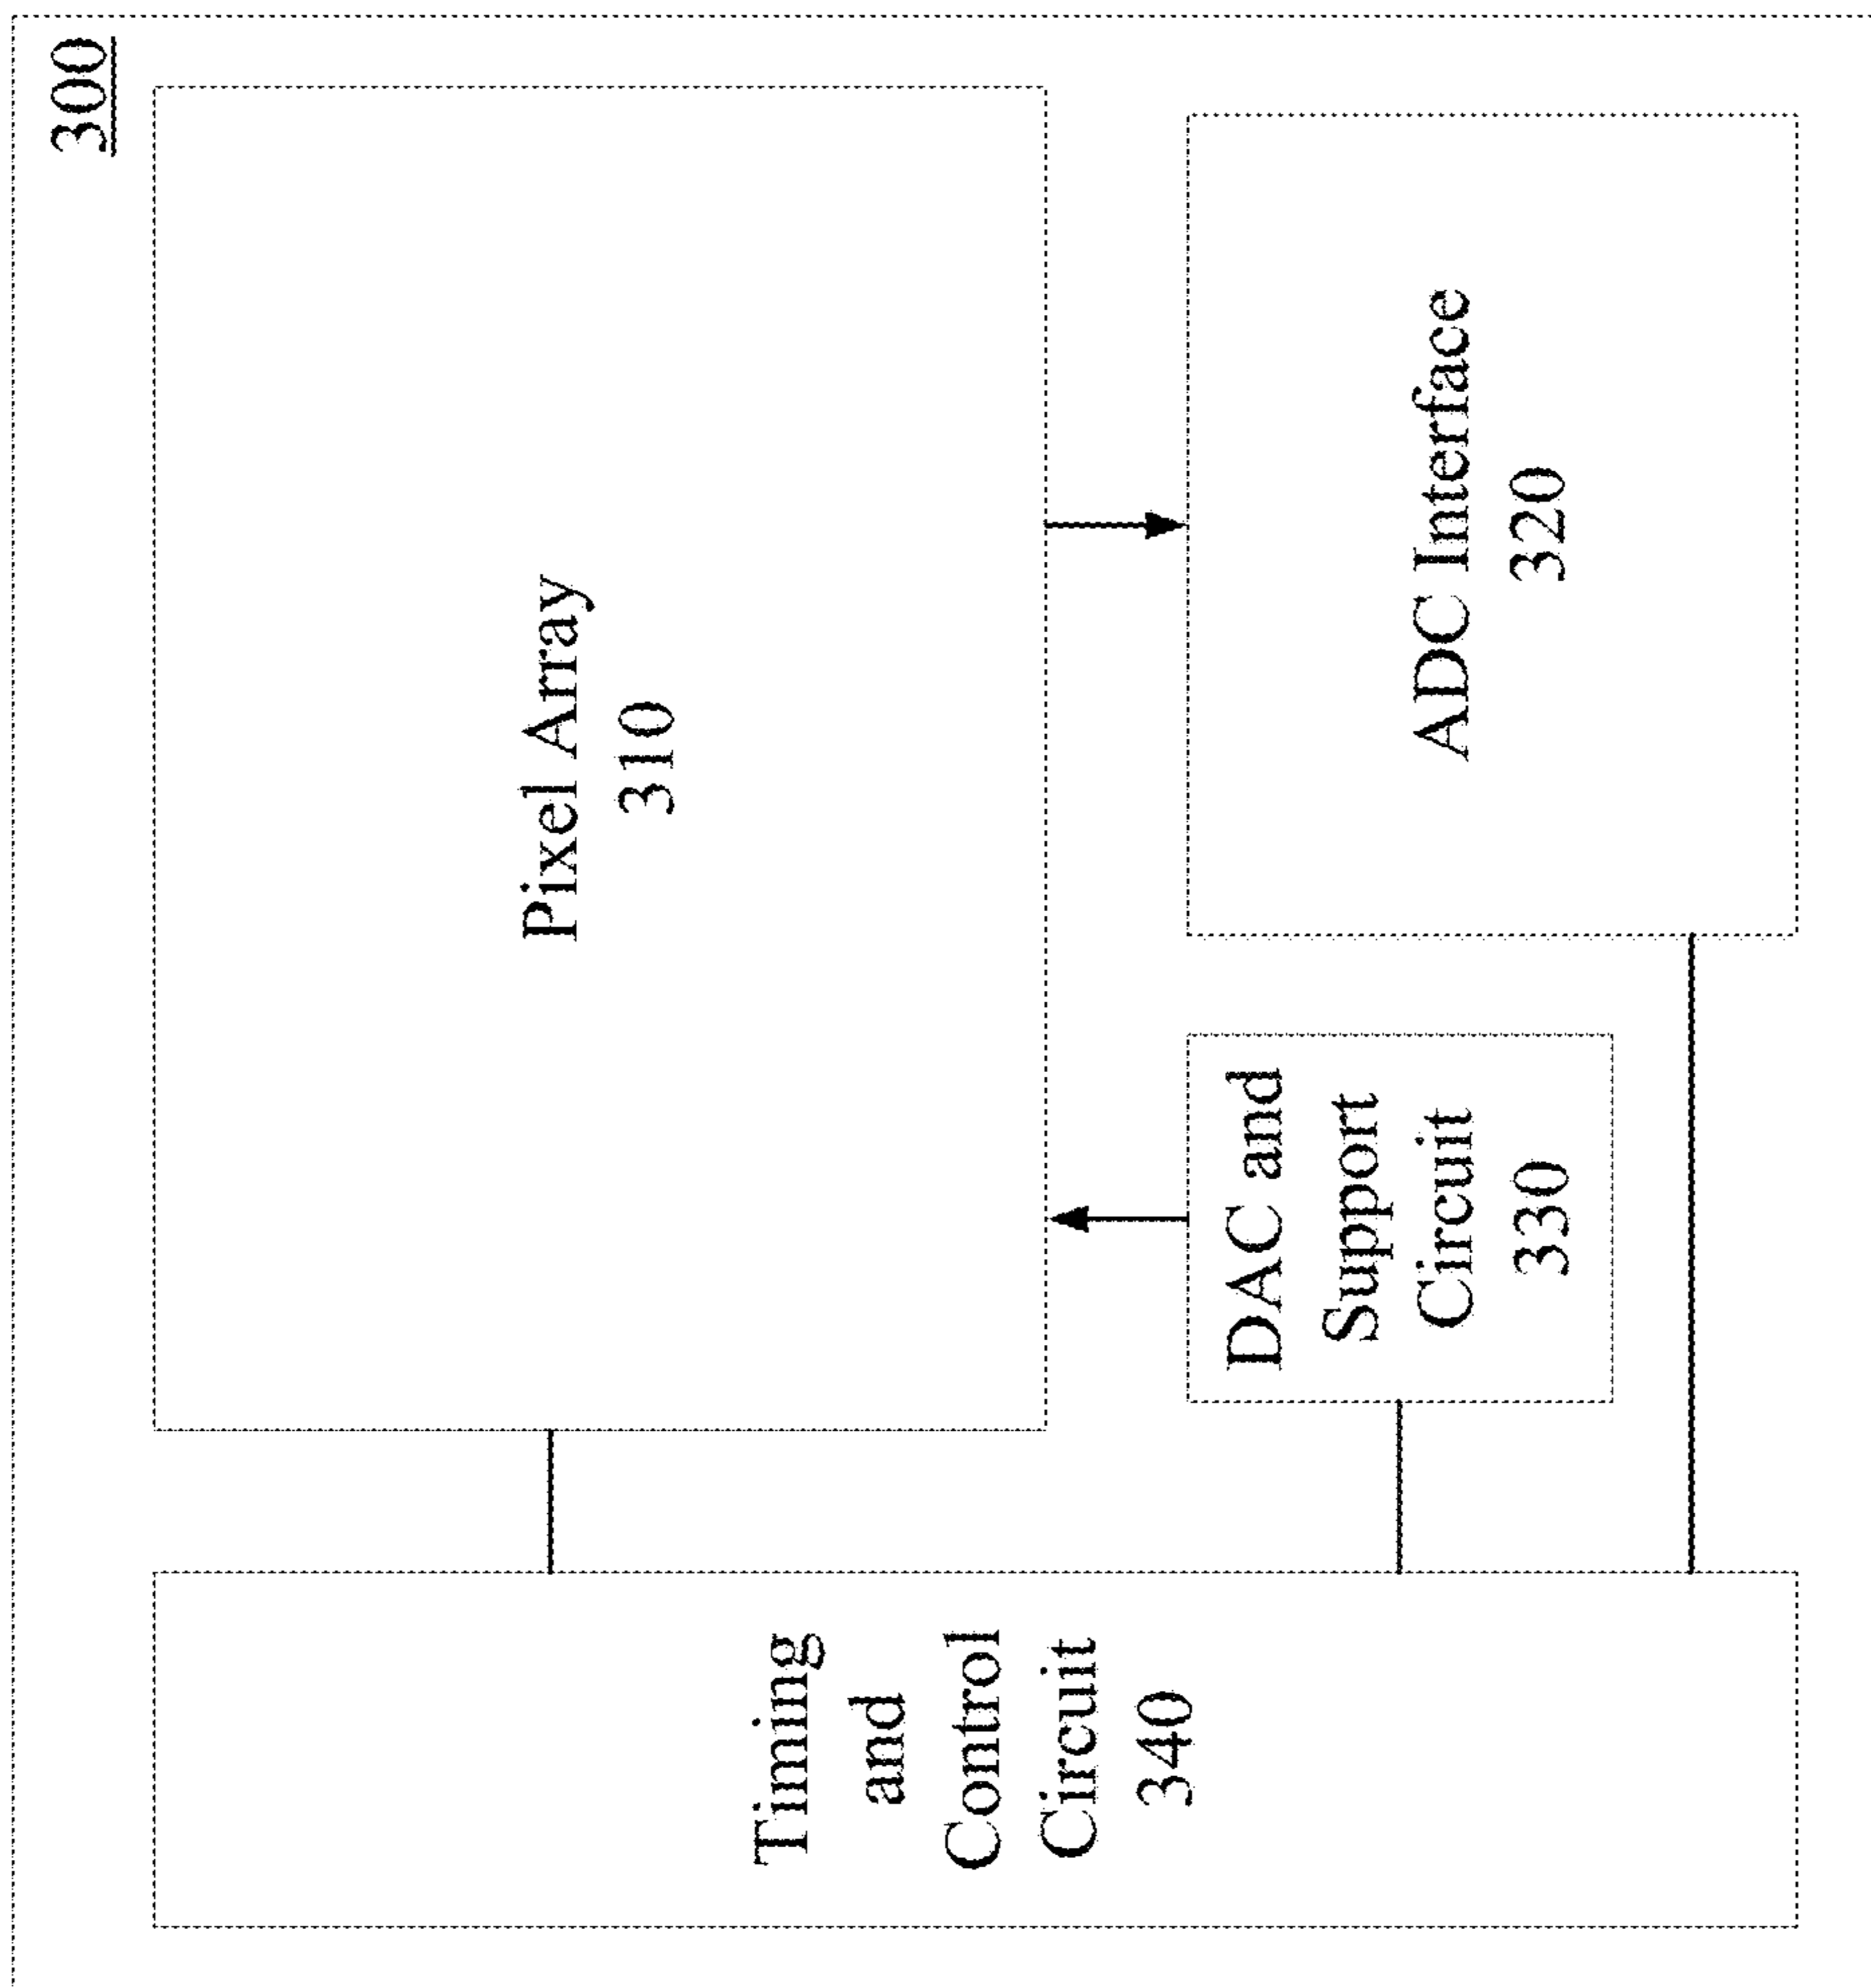 300
Pixel Array
310
ADC Interface
320
DAC and
Support
Circuit
330
Timing
and
Control
Circuit
340